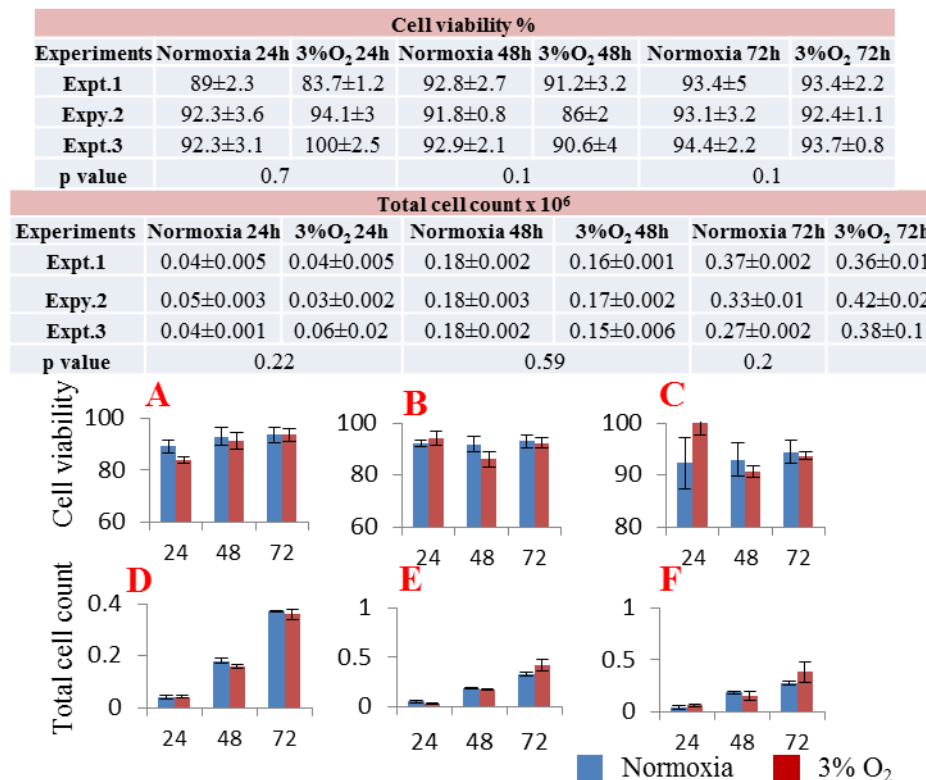 Cell viability %
Experiments Normoxia 24h 3%O₂ 24h Normoxia 48h 3%O₂ 48h Normoxia 72h 3%O₂ 72h
Expt.1 89±2.3 83.7±1.2 92.8±2.7 91.2±3.2 93.4±5 93.4±2.2
Expy.2 92.3±3.6 94.1±3 91.8±0.8 86±2 93.1±3.2 92.4±1.1
Expt.3 92.3±3.1 100±2.5 92.9±2.1 90.6±4 94.4±2.2 93.7±0.8
p value 0.7 0.1 0.1
Total cell count x 10⁶
Experiments Normoxia 24h 3%O₂ 24h Normoxia 48h 3%O₂ 48h Normoxia 72h 3%O₂ 72h
Expt.1 0.04±0.005 0.04±0.005 0.18±0.002 0.16±0.001 0.37±0.002 0.36±0.01
Expy.2 0.05±0.003 0.03±0.002 0.18±0.003 0.17±0.002 0.33±0.01 0.42±0.02
Expt.3 0.04±0.001 0.06±0.02 0.18±0.002 0.15±0.006 0.27±0.002 0.38±0.1
p value 0.22 0.59 0.2
A B C
Cell viability
100 100 100
80 80 90
60 60 80
24 48 72 24 48 72 24 48 72
D E F
Total cell count
0.4 1 1
0.2 0.5 0.5
0 0 0
24 48 72 24 48 72 24 48 72
Normoxia 3% O₂